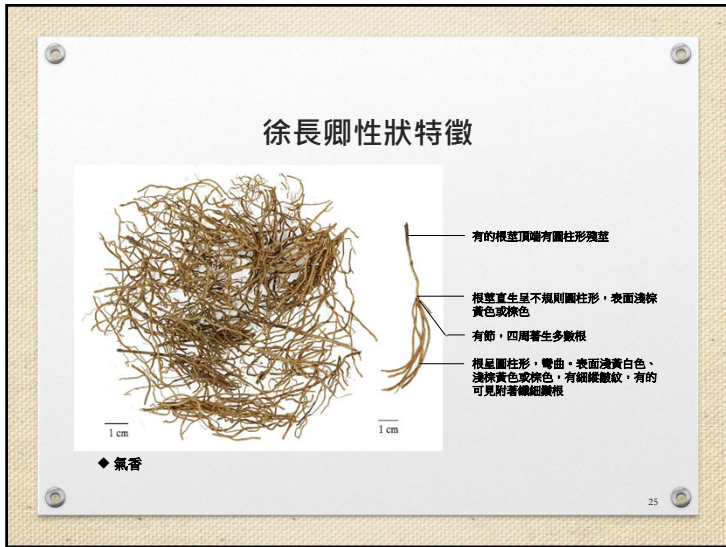 徐長卿性狀特徵
有的根莖頂端有圓柱形殘莖
根莖直生呈不規則圓柱形，表面淺棕
黃色或棕色
有節，四周著生多數根
根呈圓柱形，彎曲。表面淺黃白色、
淺棕黃色或棕色，有細縱皺紋，有的
可見附著纖細鬚根
1 cm
1 cm
◆ 氣香
25